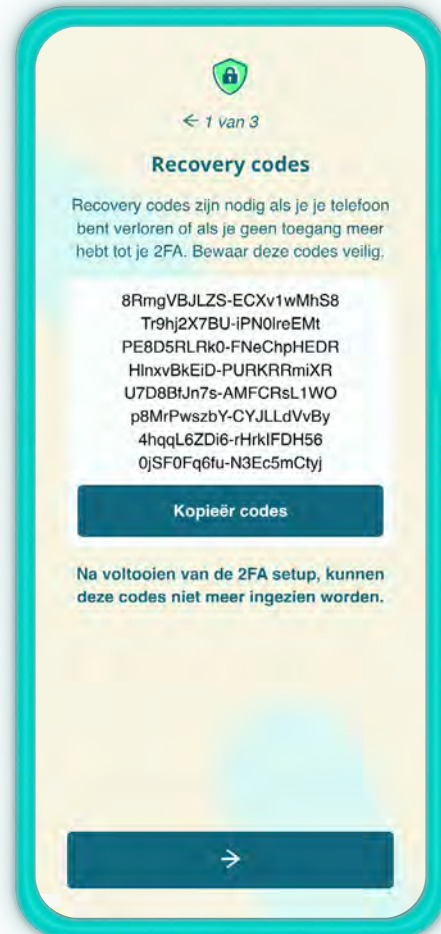 ← 1 van 3
Recovery codes
Recovery codes zijn nodig als je je telefoon
bent verloren of als je geen toegang meer
hebt tot je 2FA. Bewaar deze codes veilig.
8RmgVBJLZS-ECXv1wMhS8
Tr9hj2X7BU-iPN0lreEMt
PE8D5RLRk0-FNeChpHEDR
HlnxvBkEiD-PURKRRmiXR
U7D8BfJn7s-AMFCRsL1WO
p8MrPwszbY-CYJLLdVvBy
4hqqL6ZDi6-rHrkIFDH56
0jSF0Fq6fu-N3Ec5mCtyj
Kopieër codes
Na voltooien van de 2FA setup, kunnen
deze codes niet meer ingezien worden.
→